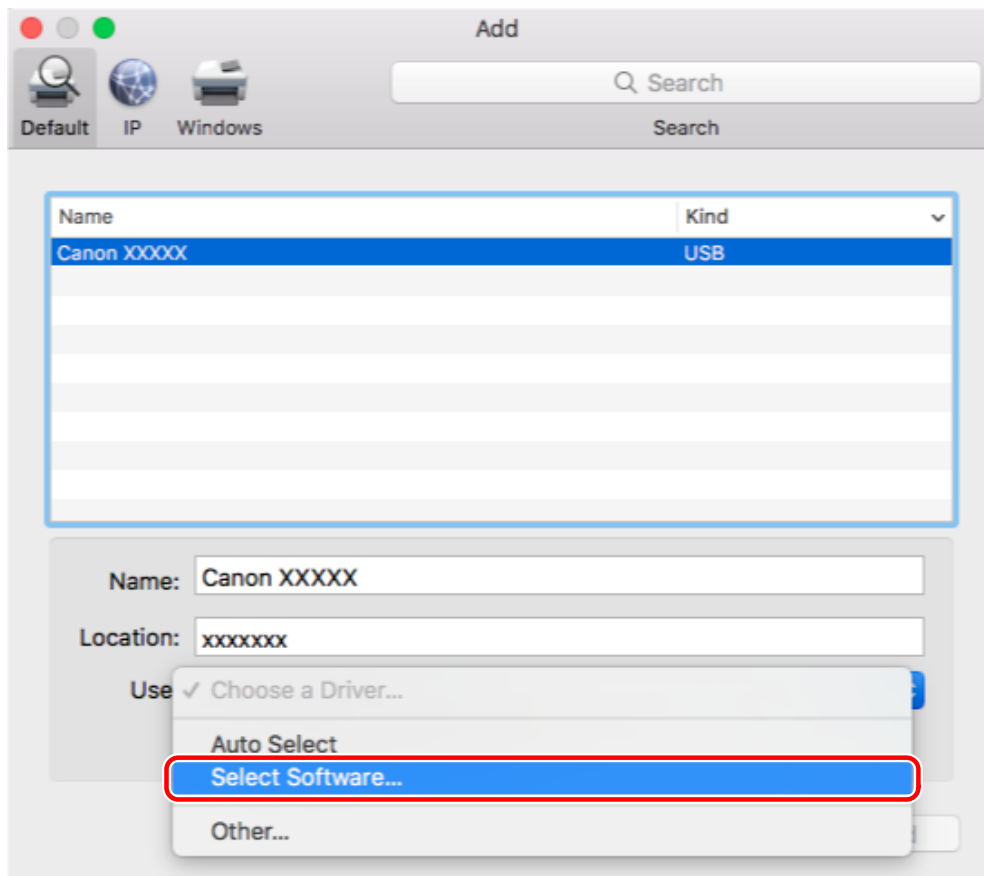 Add
Search
Default IP Windows Search
Name Kind
Canon XXXXX USB
Name: Canon XXXXX
Location: xxxxxxx
Use ✓ Choose a Driver...
Auto Select
Select Software...
Other...